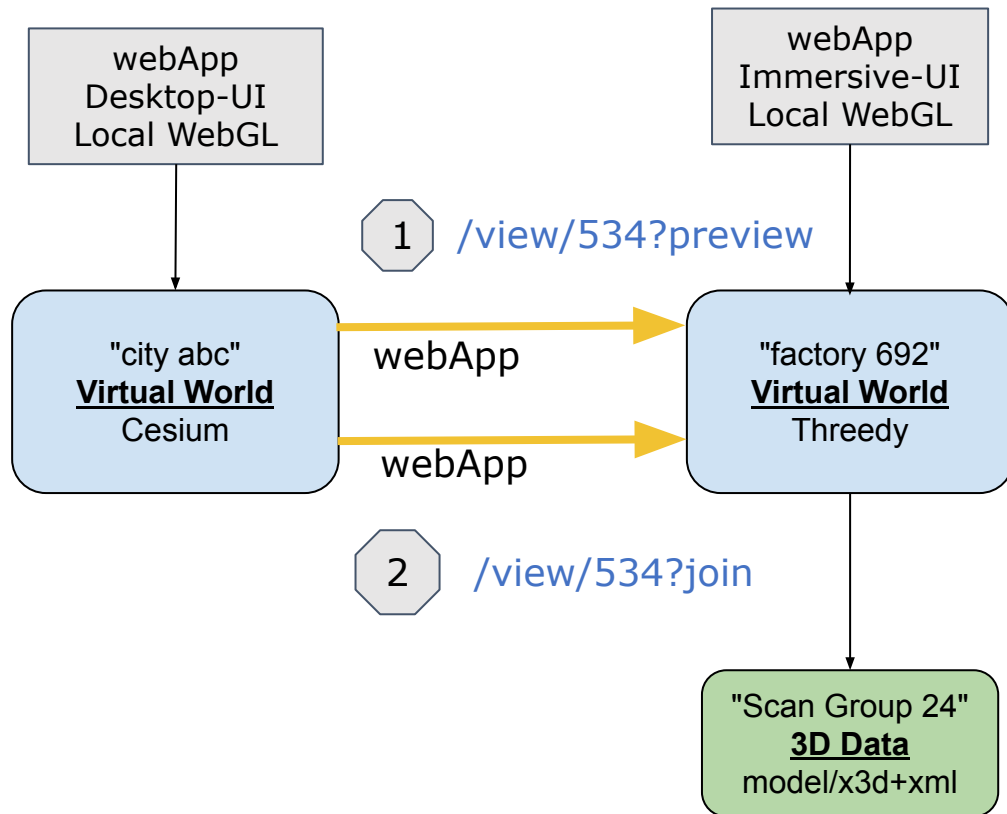 webApp
Desktop-UI
Local WebGL
webApp
Immersive-UI
Local WebGL
1
/view/534?preview
"city abc"
Virtual World
Cesium
webApp
webApp
"factory 692"
Virtual World
Threedy
2
/view/534?join
"Scan Group 24"
3D Data
model/x3d+xml